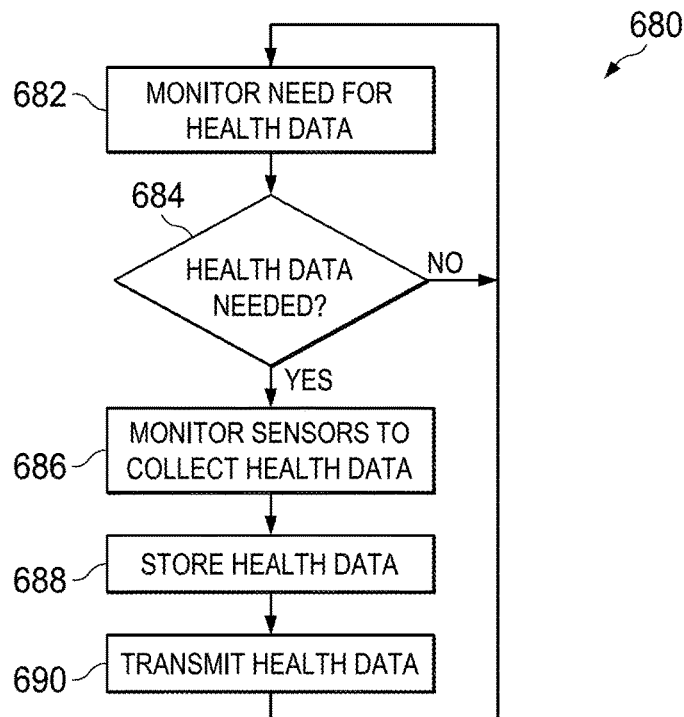 680
682
MONITOR NEED FOR
HEALTH DATA
684
HEALTH DATA
NEEDED?
NO
YES
686
MONITOR SENSORS TO
COLLECT HEALTH DATA
688
STORE HEALTH DATA
690
TRANSMIT HEALTH DATA